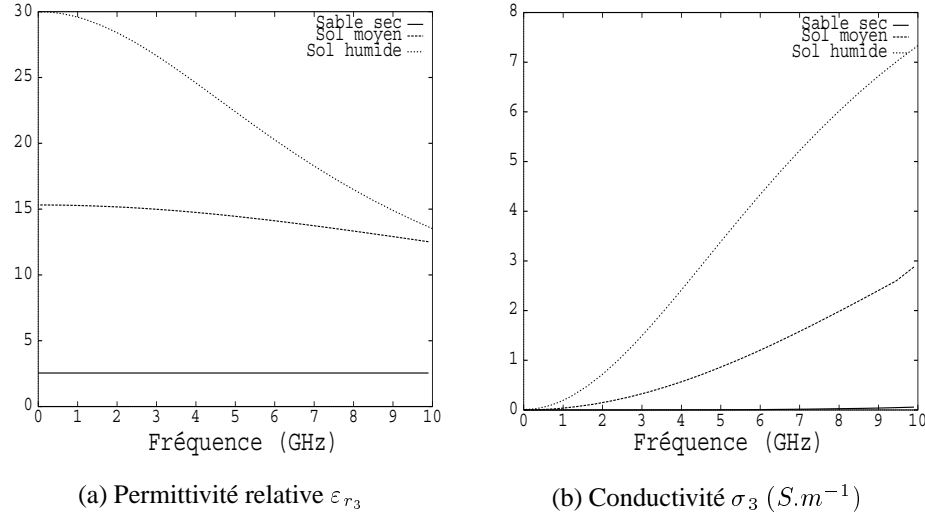 30
25
20
15
10
5
0
0 1 2 3 4 5 6 7 8 9 10
Sable sec
Sol moyen
Sol humide
Fréquence (GHz)
(a) Permittivité relative ε_{r_3}
8
7
6
5
4
3
2
1
0
0 1 2 3 4 5 6 7 8 9 10
Sable sec
Sol moyen
Sol humide
Fréquence (GHz)
(b) Conductivité σ_3 (S.m^{-1})